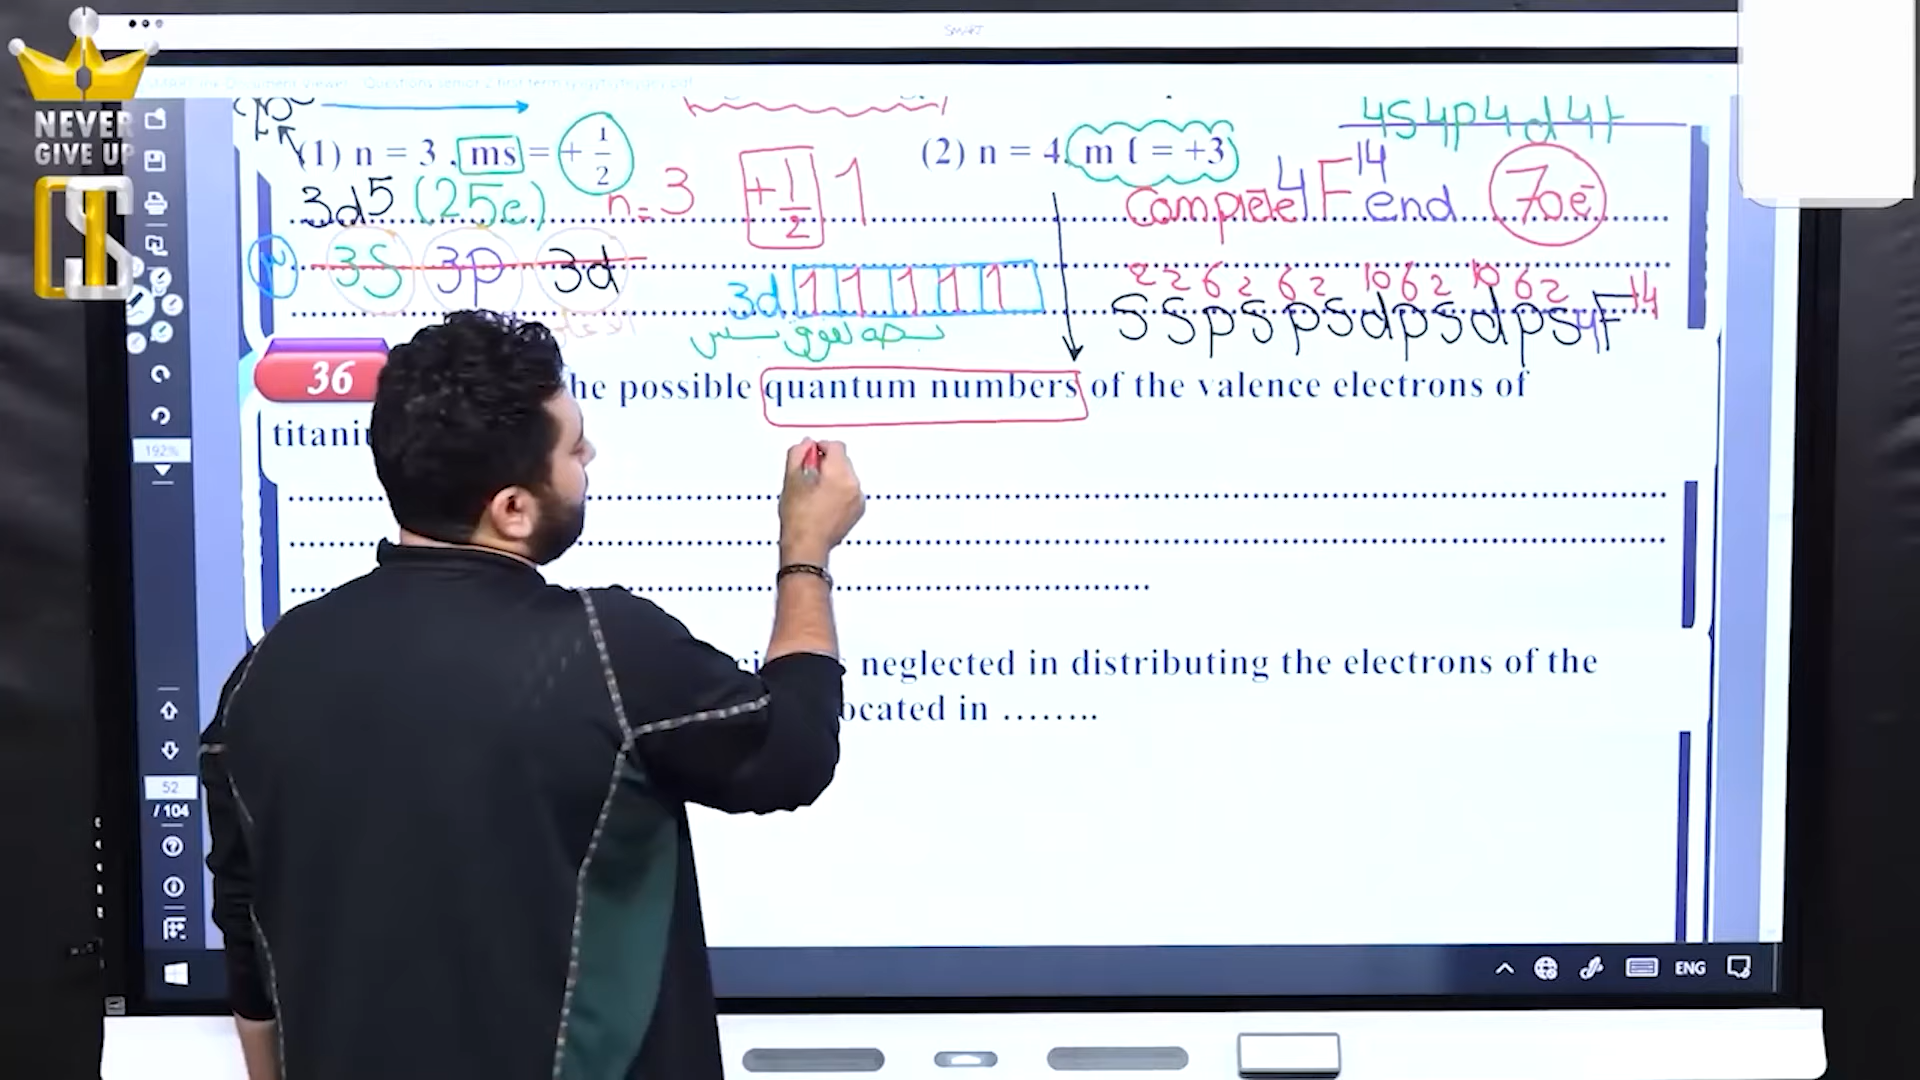 SMART
4s 4p 4d 4f
(1) n = 3 , ms = + 1/2
(2) n = 4, m ℓ = +3
3d5 (25e)
n = 3
+1/2
1
Complete 4F14 end
70e-
3S 3p 3d
3d 1 1 1 1 1
2 2 6 2 6 2 10 6 2 10 6 2 14
S S p S p S d p S d p S 4F
36
he possible quantum numbers of the valence electrons of
titani
s neglected in distributing the electrons of the
ocated in ........
NEVER
GIVE UP
192%
52
/ 104
ENG